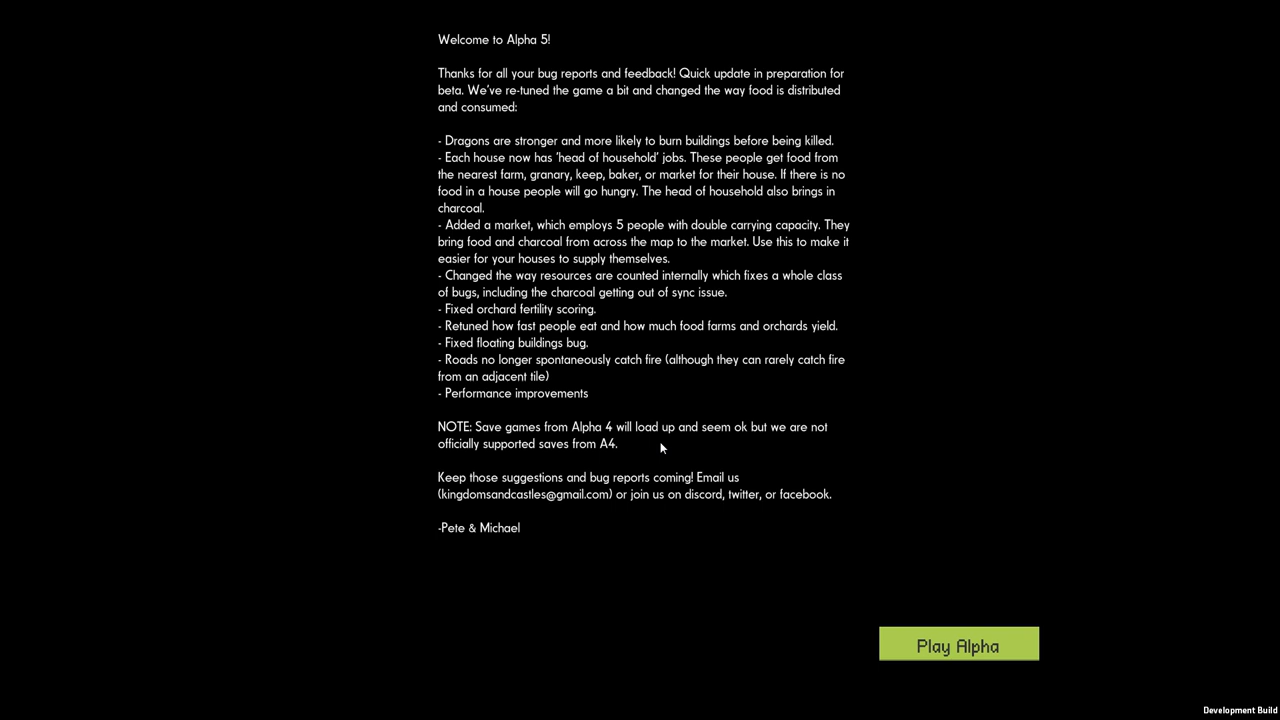 Welcome to Alpha 5!
Thanks for all your bug reports and feedback! Quick update in preparation for
beta. We've re-tuned the game a bit and changed the way food is distributed
and consumed:
- Dragons are stronger and more likely to burn buildings before being killed.
- Each house now has 'head of household' jobs. These people get food from
the nearest farm, granary, keep, baker, or market for their house. If there is no
food in a house people will go hungry. The head of household also brings in
charcoal.
- Added a market, which employs 5 people with double carrying capacity. They
bring food and charcoal from across the map to the market. Use this to make it
easier for your houses to supply themselves.
- Changed the way resources are counted internally which fixes a whole class
of bugs, including the charcoal getting out of sync issue.
- Fixed orchard fertility scoring.
- Retuned how fast people eat and how much food farms and orchards yield.
- Fixed floating buildings bug.
- Roads no longer spontaneously catch fire (although they can rarely catch fire
from an adjacent tile)
- Performance improvements
NOTE: Save games from Alpha 4 will load up and seem ok but we are not
officially supported saves from A4.
Keep those suggestions and bug reports coming! Email us
(kingdomsandcastles@gmail.com) or join us on discord, twitter, or facebook.
-Pete & Michael
Play Alpha
Development Build